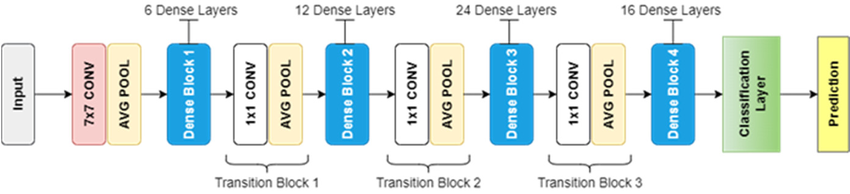 6 Dense Layers
12 Dense Layers
24 Dense Layers
16 Dense Layers
Input
7x7 CONV
AVG POOL
Dense Block 1
1x1 CONV
AVG POOL
Dense Block 2
1x1 CONV
AVG POOL
Dense Block 3
1x1 CONV
AVG POOL
Dense Block 4
Classification
Layer
Prediction
Transition Block 1
Transition Block 2
Transition Block 3